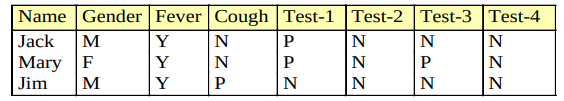 Name Gender Fever Cough Test-1 Test-2 Test-3 Test-4
Jack M Y N P N N N
Mary F Y N P N P N
Jim M Y P N N N N